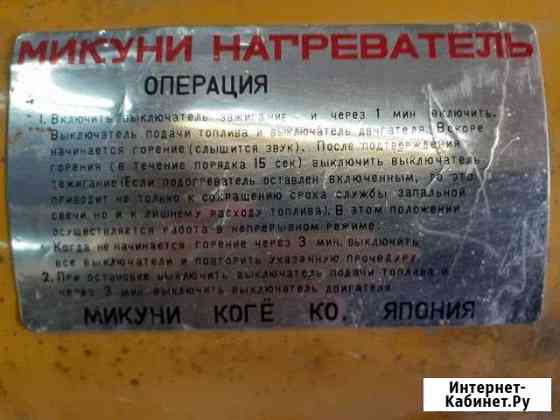 МИКУНИ НАГРЕВАТЕЛЬ
ОПЕРАЦИЯ
1. Включить выключатель зажигание - и через 1 мин включить.
Выключатель подачи топлива и выключатель двигателя. Вскоре
начинается горение (слышится звук). После подтверждения
горения (в течение порядка 15 сек) выключить выключатель
зажигание (Если подогреватель оставлен включенным, то это
приводит не только к сокращению срока службы запальной
свечи но и к лишнему расходу топлива). В этом положении
осуществляется работа в непрерывном режиме.
Когда не начинается горение через 3 мин. выключить
все выключатели и повторить указанную процедуру.
2. При останове выключить выключатель подачи топлива и
через 3 мин выключить выключатель двигателя
МИКУНИ КОГЁ КО. ЯПОНИЯ
Интернет-
Кабинет.Ру